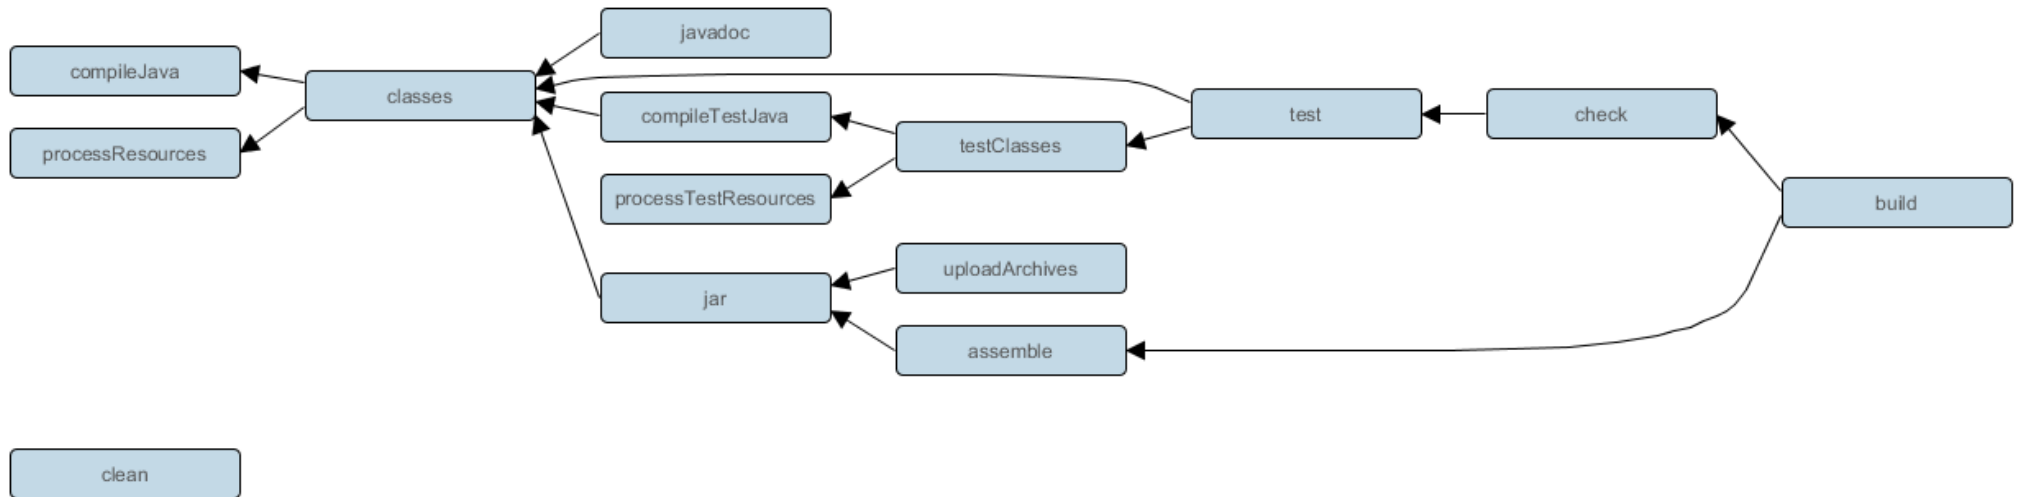 javadoc
compileJava
classes
compileTestJava
test
check
processResources
testClasses
processTestResources
build
uploadArchives
jar
assemble
clean